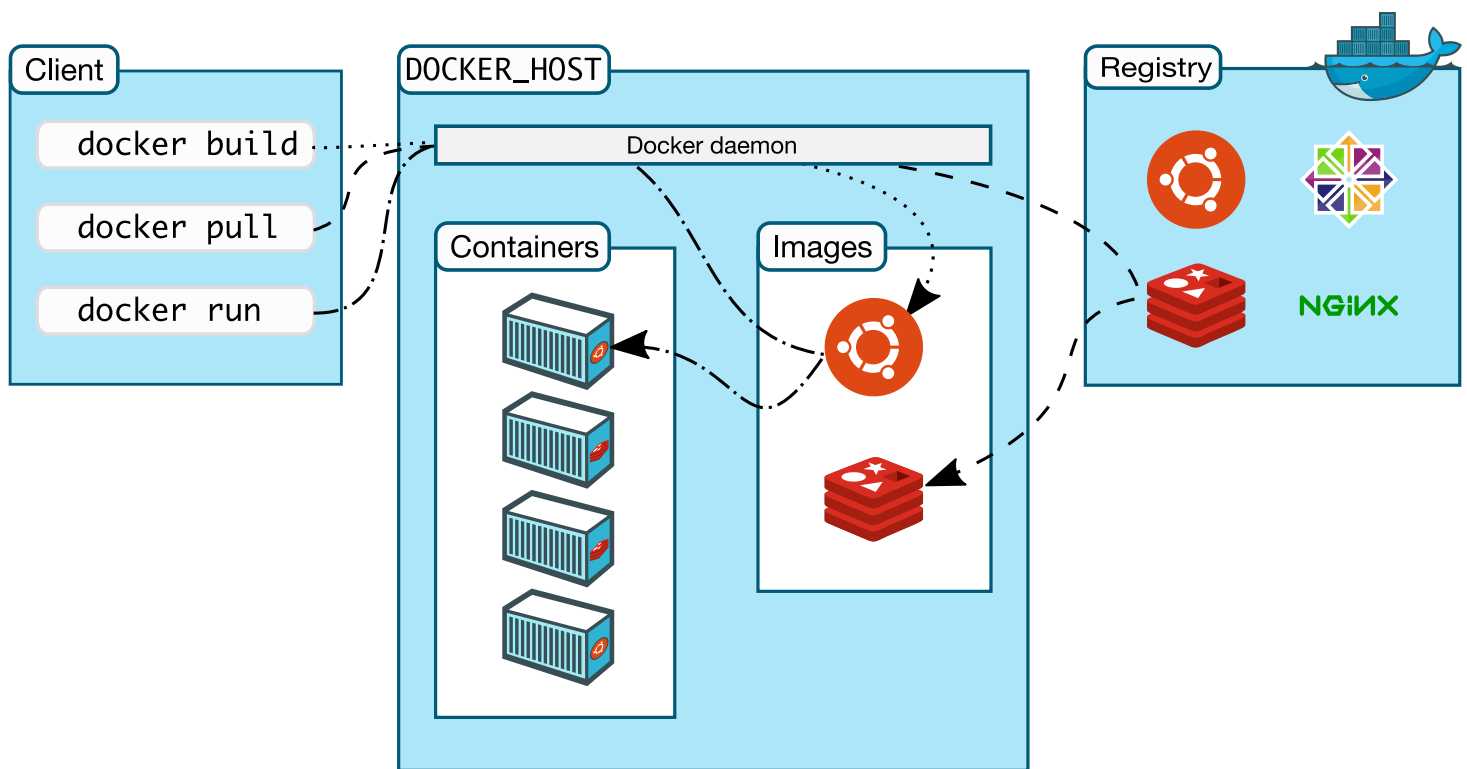 Client
docker build
docker pull
docker run
DOCKER_HOST
Docker daemon
Containers
Images
Registry
NGINX